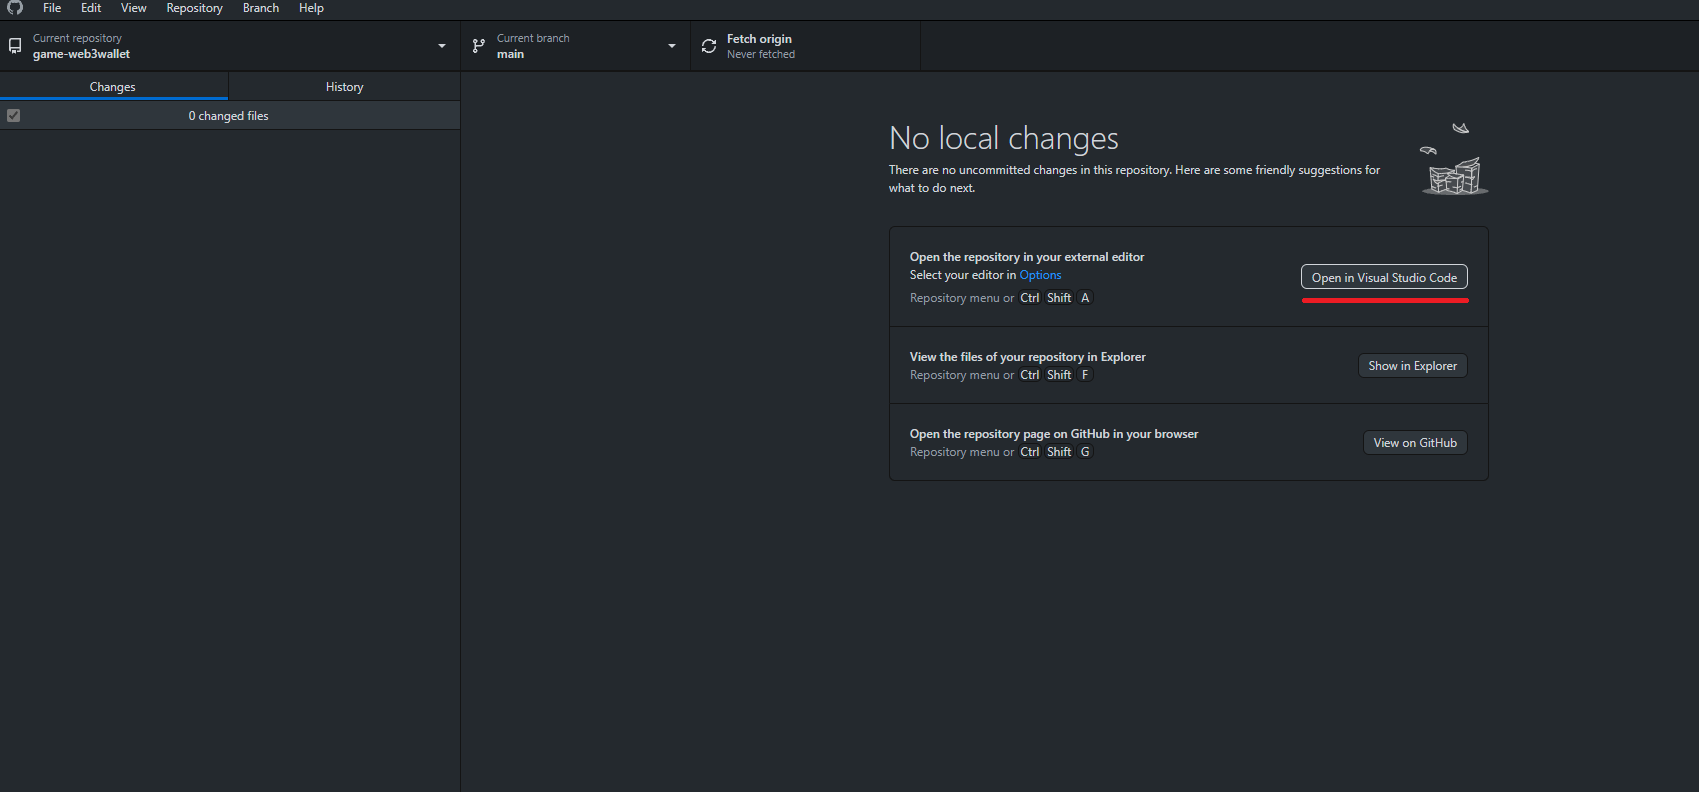 File Edit View Repository Branch Help
Current repository
game-web3wallet
Current branch
main
Fetch origin
Never fetched
Changes
History
0 changed files
No local changes
There are no uncommitted changes in this repository. Here are some friendly suggestions for
what to do next.
Open the repository in your external editor
Select your editor in Options
Repository menu or Ctrl Shift A
Open in Visual Studio Code
View the files of your repository in Explorer
Repository menu or Ctrl Shift F
Show in Explorer
Open the repository page on GitHub in your browser
Repository menu or Ctrl Shift G
View on GitHub